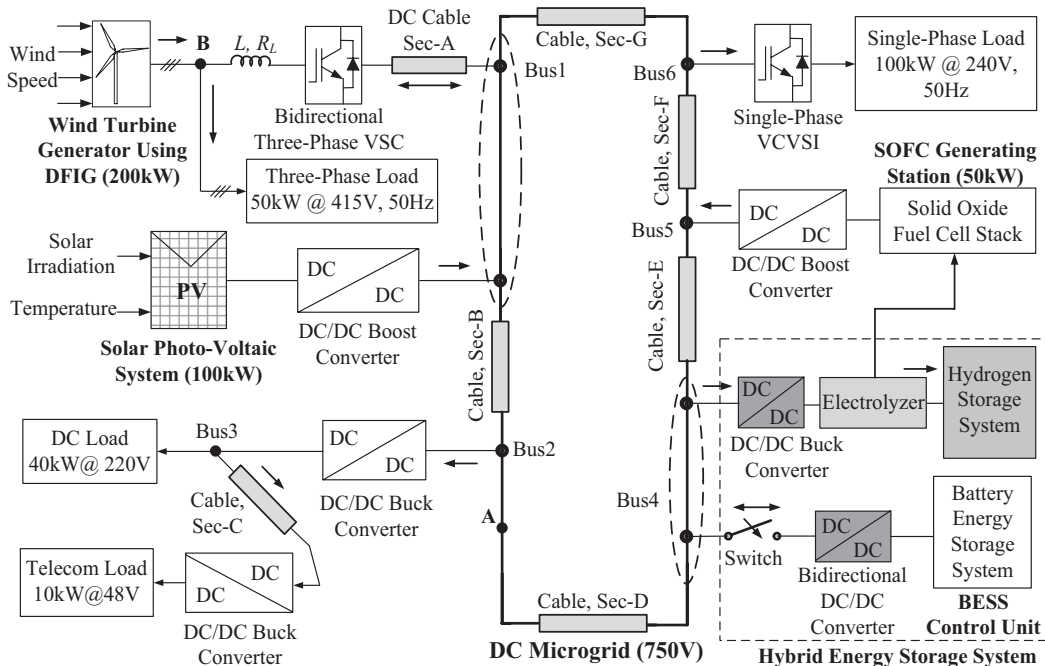 Wind
Speed
Wind Turbine
Generator Using
DFIG (200kW)
B
L, R_L
Bidirectional
Three-Phase VSC
DC Cable
Sec-A
Bus1
Cable, Sec-G
Bus6
Single-Phase
VCVSI
Single-Phase Load
100kW @ 240V,
50Hz
Three-Phase Load
50kW @ 415V, 50Hz
Cable, Sec-F
SOFC Generating
Station (50kW)
Solar
Irradiation
Temperature
PV
Solar Photo-Voltaic
System (100kW)
DC
DC
DC/DC Boost
Converter
Cable, Sec-B
Bus5
DC
DC
DC/DC Boost
Converter
Solid Oxide
Fuel Cell Stack
Cable, Sec-E
DC
DC
DC/DC Buck
Converter
Electrolyzer
Hydrogen
Storage
System
DC Load
40kW@ 220V
Bus3
DC
DC
DC/DC Buck
Converter
Bus2
A
Cable,
Sec-C
Telecom Load
10kW@48V
DC
DC
DC/DC Buck
Converter
Bus4
Switch
DC
DC
Bidirectional
DC/DC
Converter
Battery
Energy
Storage
System
BESS
Control Unit
Cable, Sec-D
DC Microgrid (750V)
Hybrid Energy Storage System